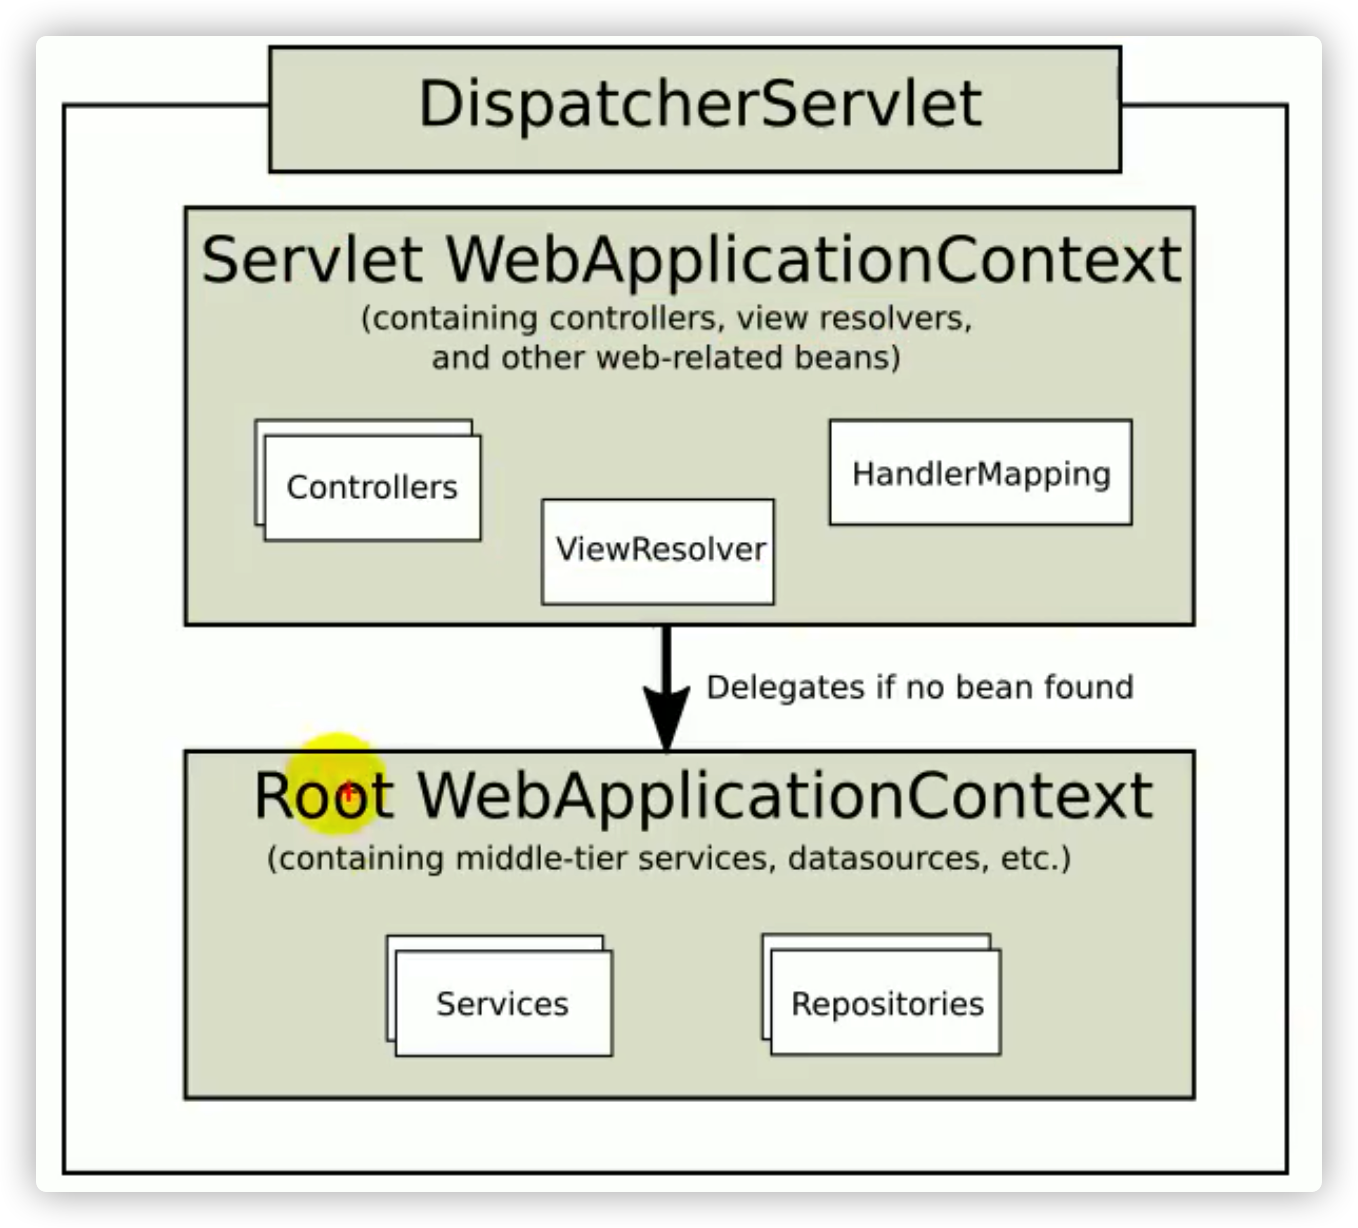 DispatcherServlet
Servlet WebApplicationContext
(containing controllers, view resolvers,
and other web-related beans)
Controllers
HandlerMapping
ViewResolver
Delegates if no bean found
Root WebApplicationContext
(containing middle-tier services, datasources, etc.)
Services
Repositories